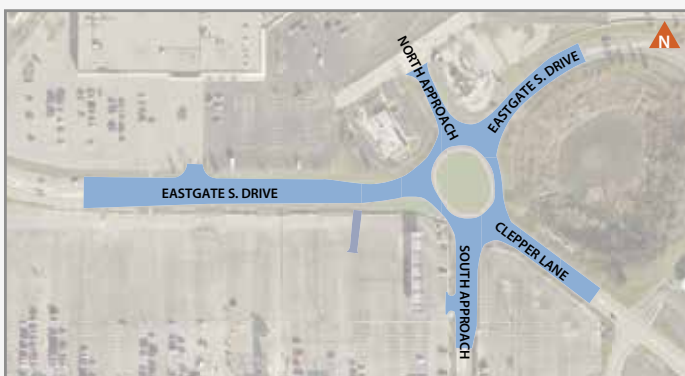 N
NORTH APPROACH
EASTGATE S. DRIVE
EASTGATE S. DRIVE
CLEPPER LANE
SOUTH APPROACH